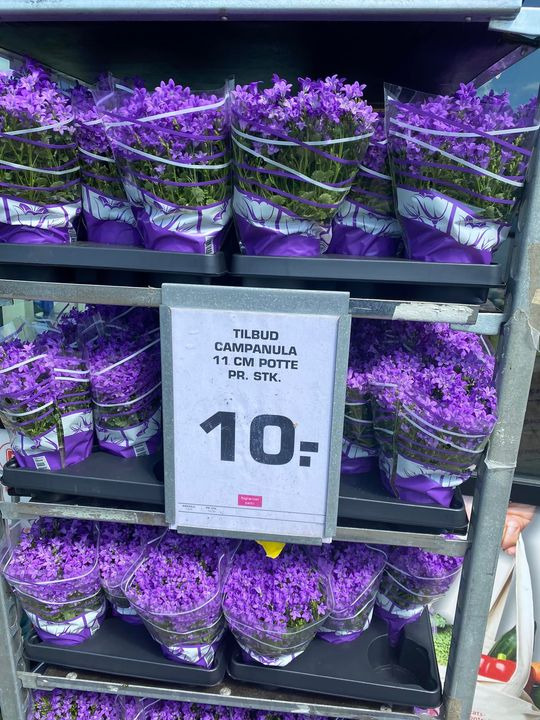 TILBUD
CAMPANULA
11 CM POTTE
PR. STK.
10:-